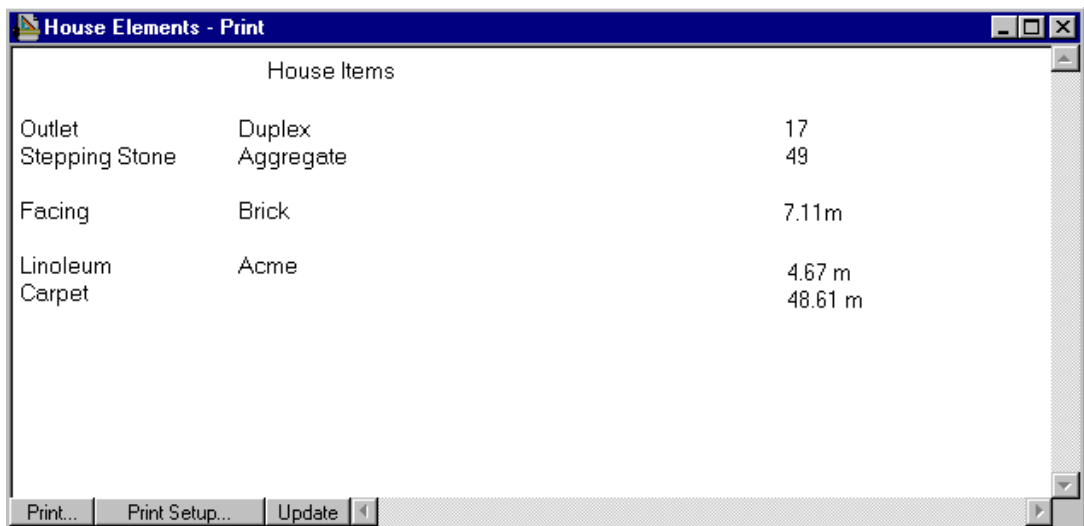 House Elements - Print
House Items
Outlet Duplex 17
Stepping Stone Aggregate 49
Facing Brick 7.11m
Linoleum Acme 4.67 m
Carpet 48.61 m
Print... Print Setup... Update